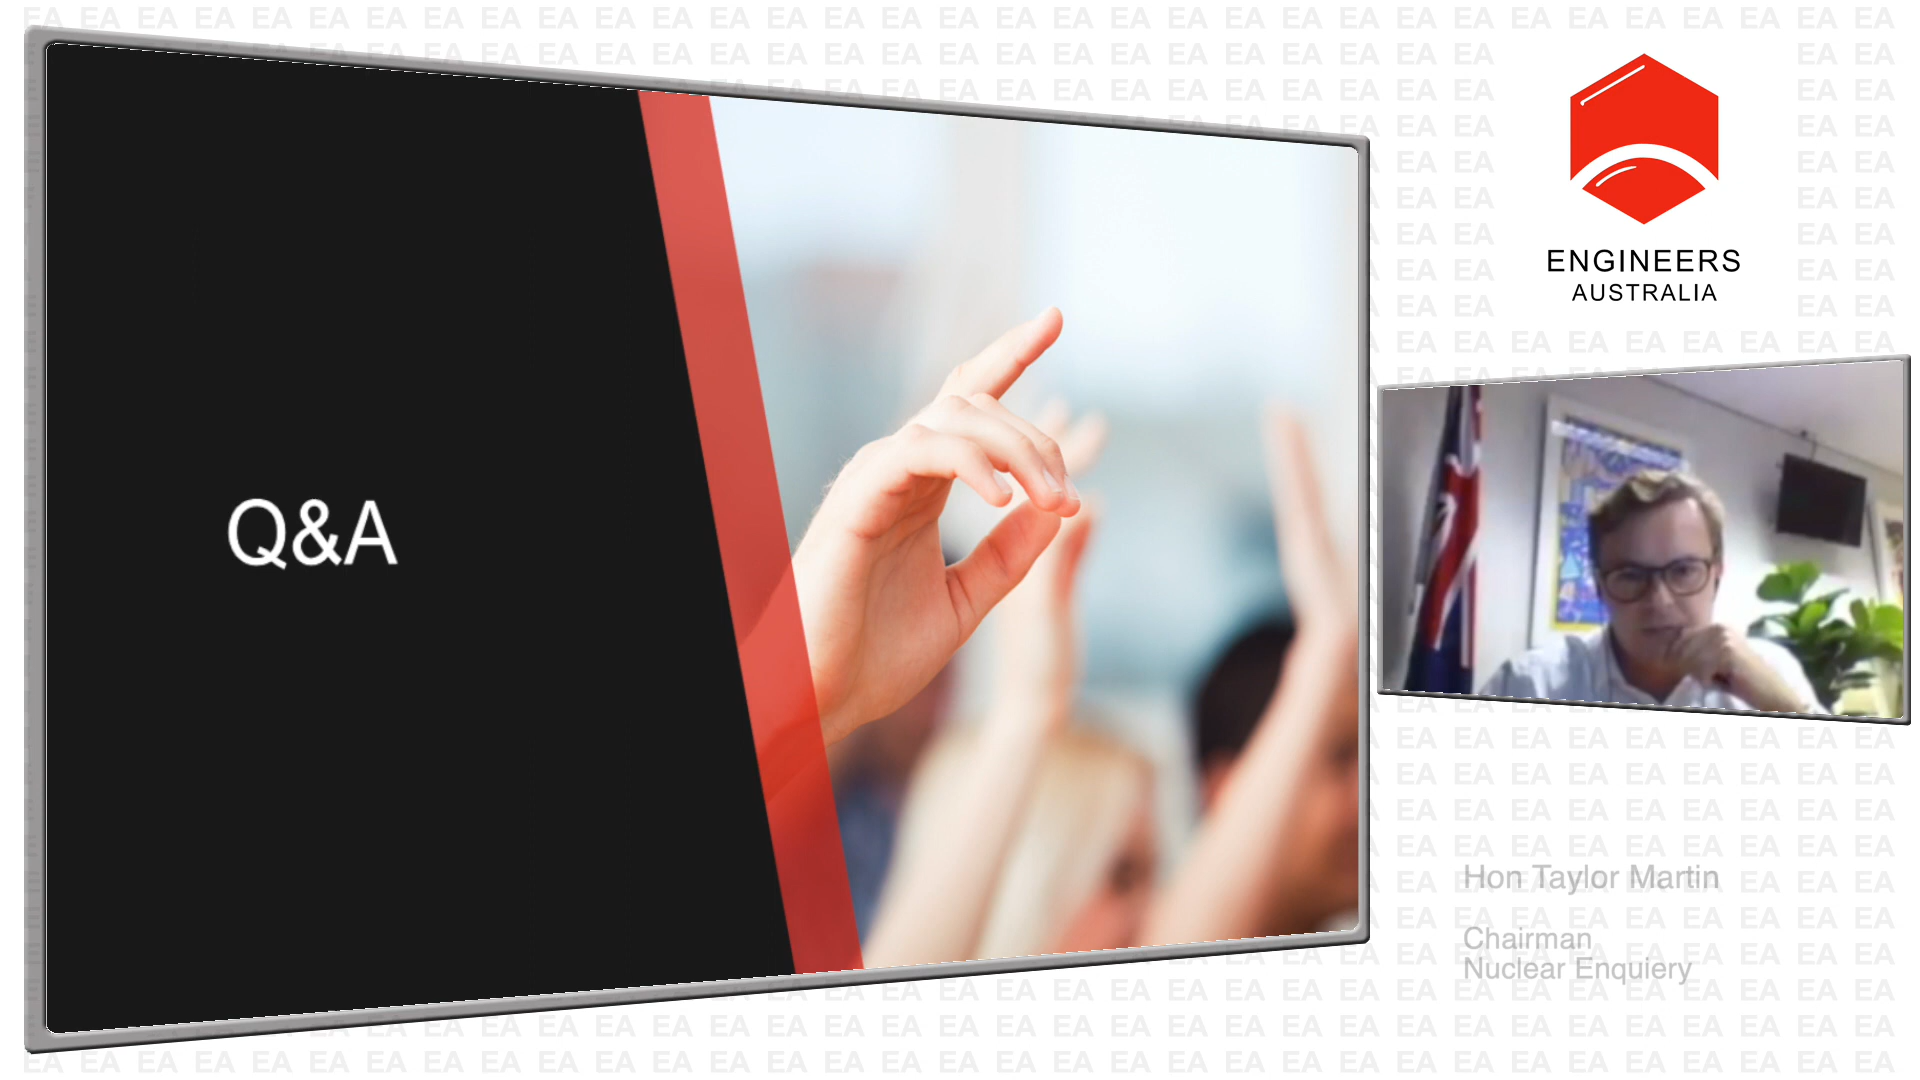 Q&A
ENGINEERS
AUSTRALIA
Hon Taylor Martin
Chairman
Nuclear Enquiery